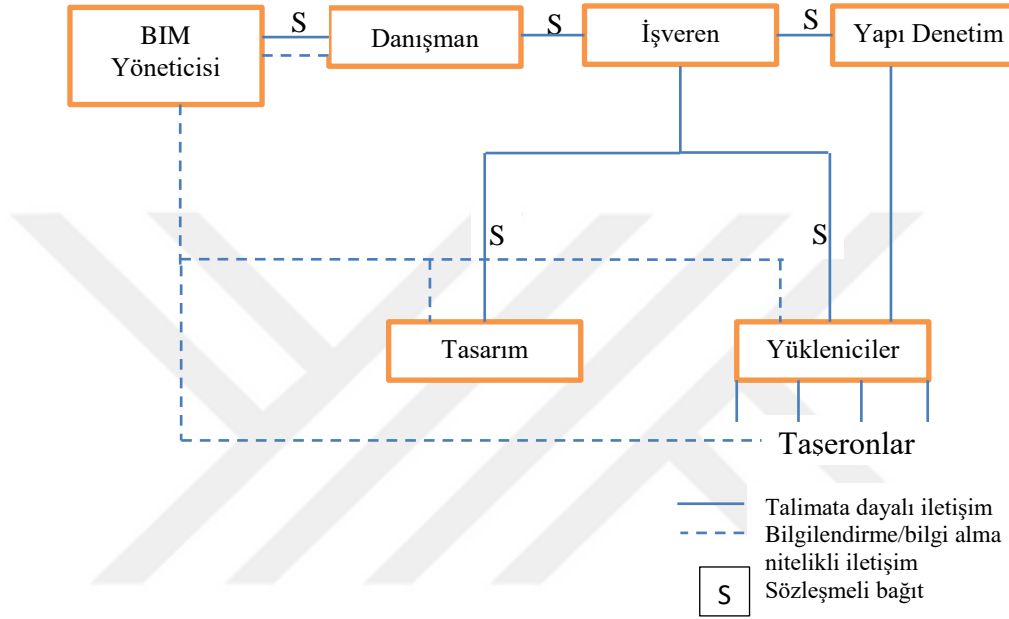 S
S
S
BIM
Yöneticisi
Danışman
İşveren
Yapı Denetim
S
S
Tasarım
Yükleniciler
Taşeronlar
Talimata dayalı iletişim
Bilgilendirme/bilgi alma
nitelikli iletişim
S
Sözleşmeli bağıt